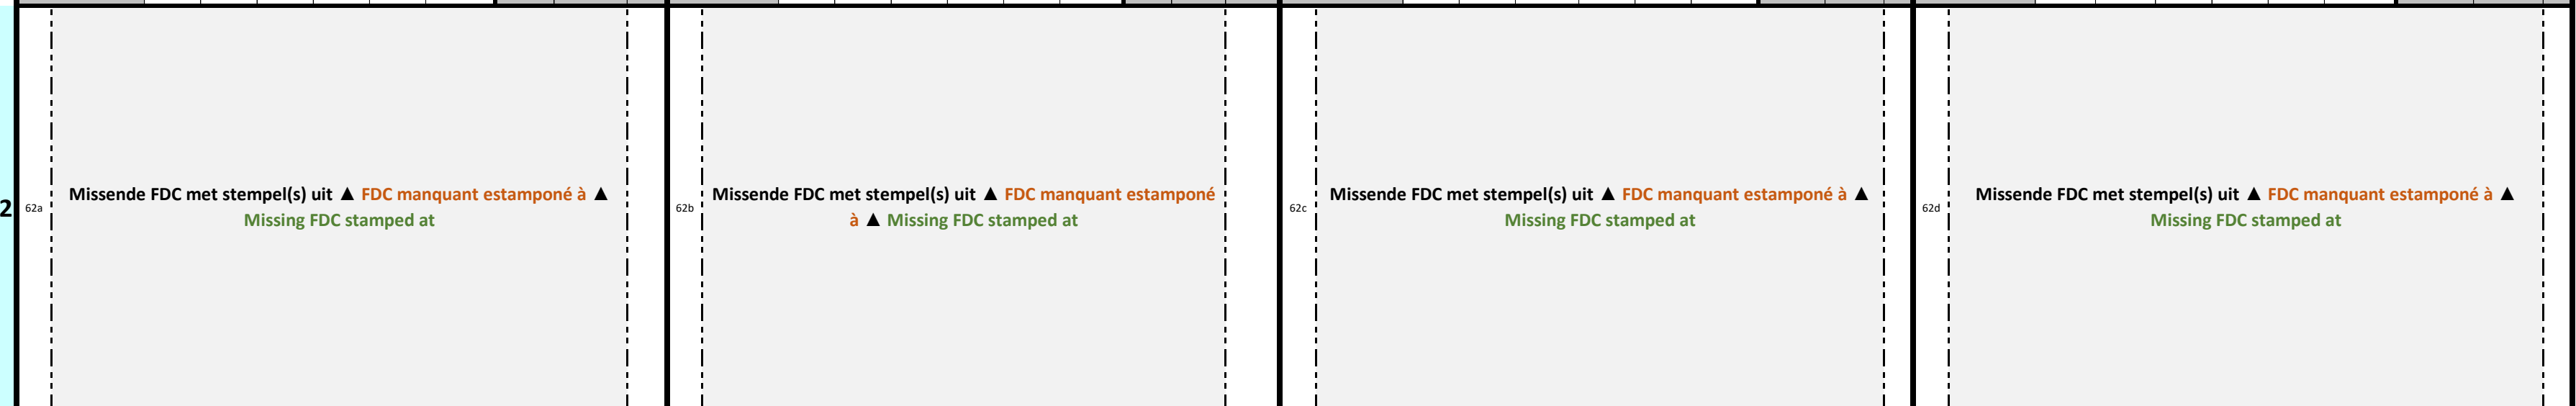 2
62a
Missende FDC met stempel(s) uit ▲ FDC manquant estamponé à ▲
Missing FDC stamped at
62b
Missende FDC met stempel(s) uit ▲ FDC manquant estamponé
à ▲ Missing FDC stamped at
62c
Missende FDC met stempel(s) uit ▲ FDC manquant estamponé à ▲
Missing FDC stamped at
62d
Missende FDC met stempel(s) uit ▲ FDC manquant estamponé à ▲
Missing FDC stamped at